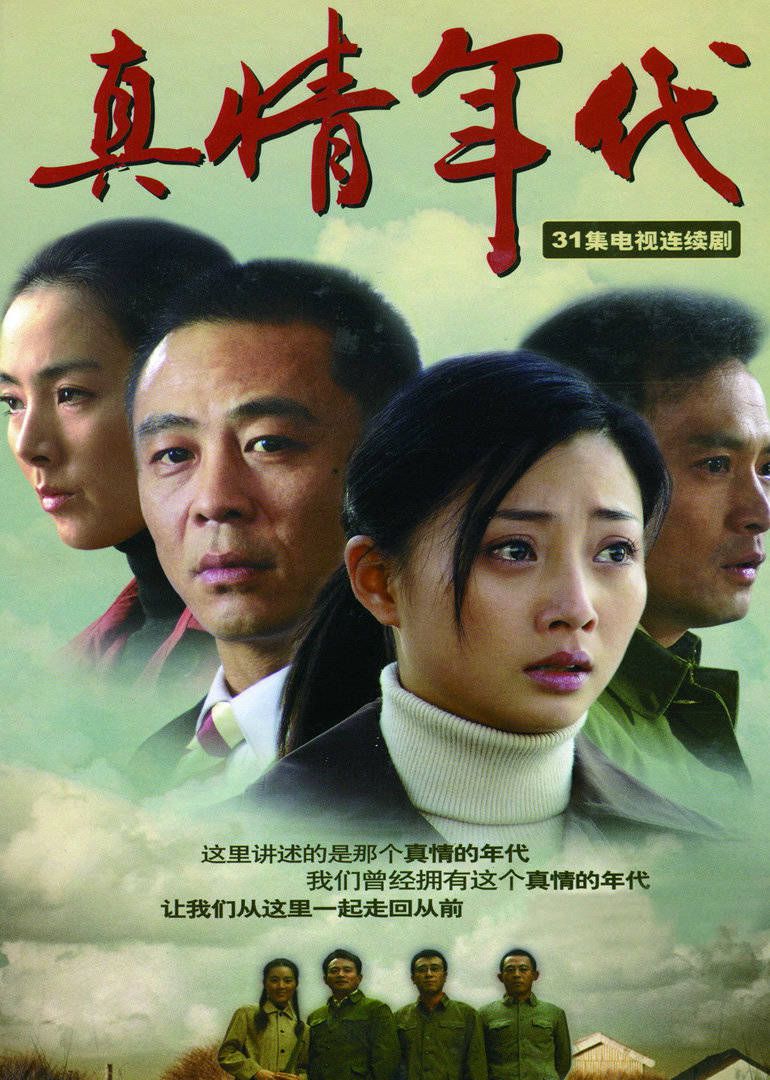 真情年代
31集电视连续剧
这里讲述的是那个真情的年代
我们曾经拥有这个真情的年代
让我们从这里一起走回从前